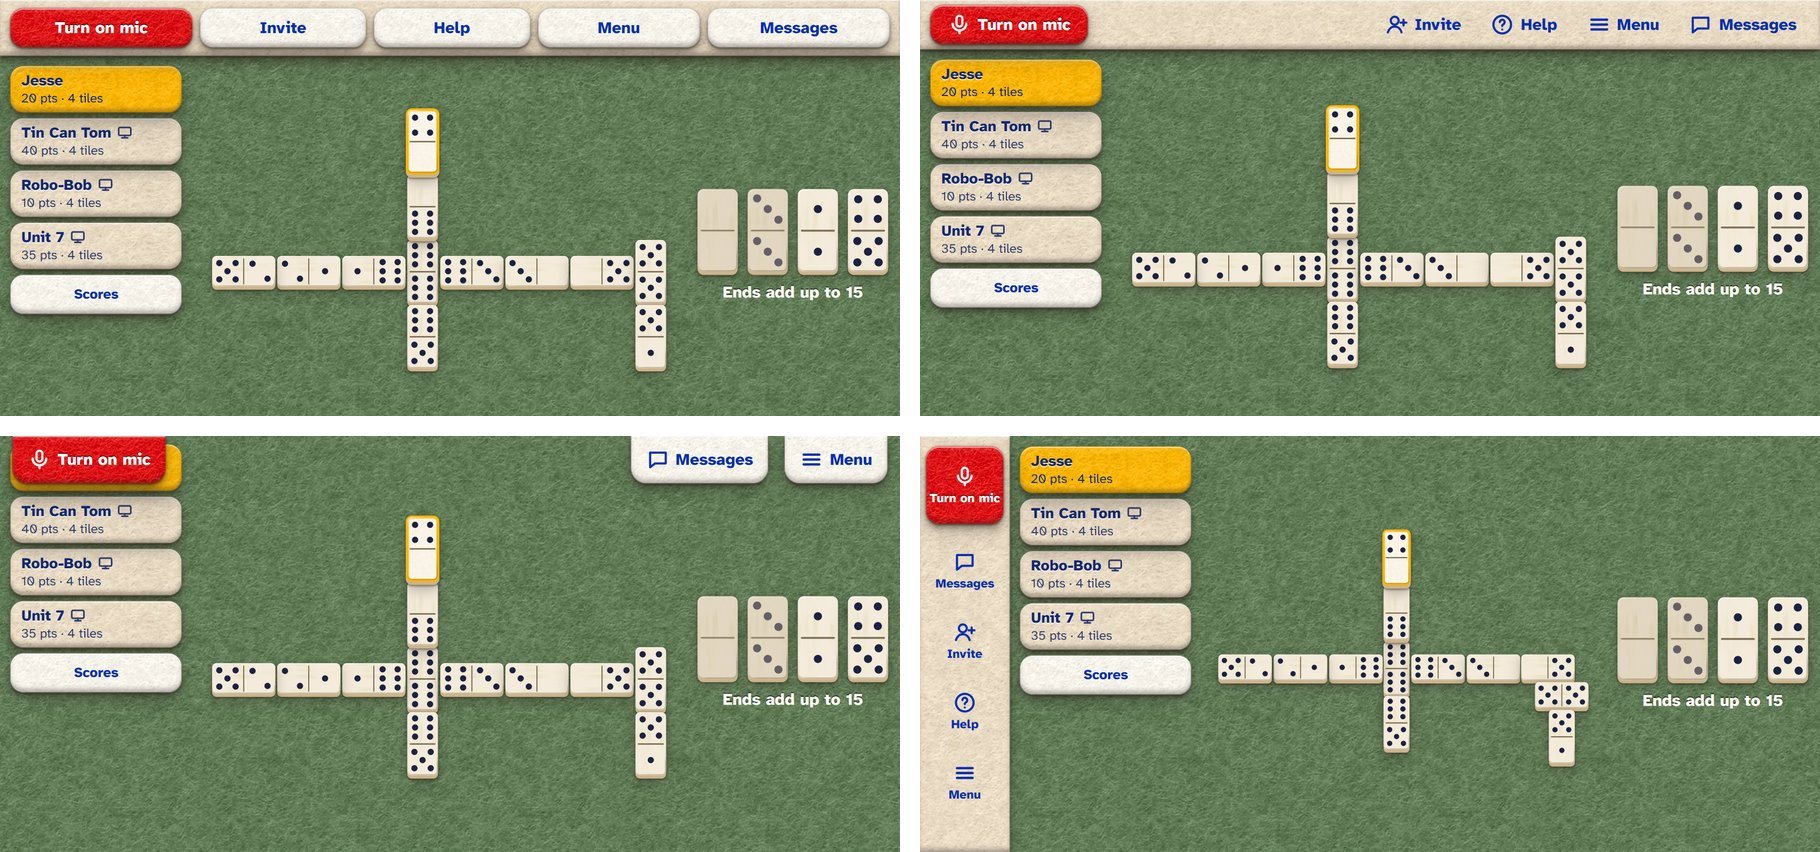 Turn on mic
Invite
Help
Menu
Messages
Jesse
20 pts · 4 tiles
Tin Can Tom
40 pts · 4 tiles
Robo-Bob
10 pts · 4 tiles
Unit 7
35 pts · 4 tiles
Scores
Ends add up to 15
Turn on mic
Invite
Help
Menu
Messages
Jesse
20 pts · 4 tiles
Tin Can Tom
40 pts · 4 tiles
Robo-Bob
10 pts · 4 tiles
Unit 7
35 pts · 4 tiles
Scores
Ends add up to 15
Turn on mic
Messages
Menu
Tin Can Tom
40 pts · 4 tiles
Robo-Bob
10 pts · 4 tiles
Unit 7
35 pts · 4 tiles
Scores
Ends add up to 15
Turn on mic
Messages
Invite
Help
Menu
Jesse
20 pts · 4 tiles
Tin Can Tom
40 pts · 4 tiles
Robo-Bob
10 pts · 4 tiles
Unit 7
35 pts · 4 tiles
Scores
Ends add up to 15